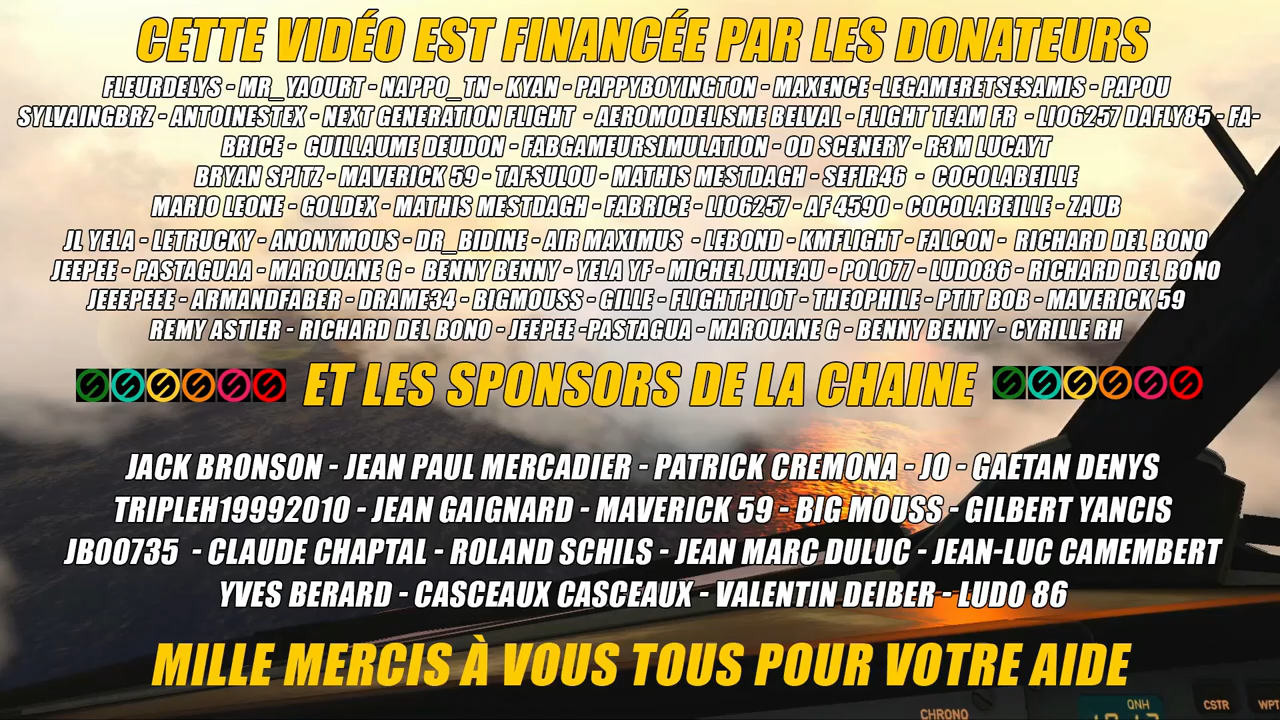 CETTE VIDÉO EST FINANCÉE PAR LES DONATEURS
FLEURDELYS - MR_YAOURT - NAPPO_TN - KYAN - PAPPYBOYINGTON - MAXENCE -LEGAMERETSESAMIS - PAPOU
SYLVAINGBRZ - ANTOINESTEX - NEXT GENERATION FLIGHT - AEROMODELISME BELVAL - FLIGHT TEAM FR - LIO6257 DAFLY85 - FA-
BRICE - GUILLAUME DEUDON - FABGAMEURSIMULATION - OD SCENERY - R3M LUCAYT
BRYAN SPITZ - MAVERICK 59 - TAFSULOU - MATHIS MESTDAGH - SEFIR46 - COCOLABEILLE
MARIO LEONE - GOLDEX - MATHIS MESTDAGH - FABRICE - LIO6257 - AF 4590 - COCOLABEILLE - ZAUB
JL YELA - LETRUCKY - ANONYMOUS - DR_BIDINE - AIR MAXIMUS - LEBOND - KMFLIGHT - FALCON - RICHARD DEL BONO
JEEPEE - PASTAGUAA - MAROUANE G - BENNY BENNY - YELA YF - MICHEL JUNEAU - POLO77 - LUDO86 - RICHARD DEL BONO
JEEEPEEE - ARMANDFABER - DRAME34 - BIGMOUSS - GILLE - FLIGHTPILOT - THEOPHILE - PTIT BOB - MAVERICK 59
REMY ASTIER - RICHARD DEL BONO - JEEPEE -PASTAGUA - MAROUANE G - BENNY BENNY - CYRILLE RH
ET LES SPONSORS DE LA CHAINE
JACK BRONSON - JEAN PAUL MERCADIER - PATRICK CREMONA - JO - GAETAN DENYS
TRIPLEH19992010 - JEAN GAIGNARD - MAVERICK 59 - BIG MOUSS - GILBERT YANCIS
JB00735 - CLAUDE CHAPTAL - ROLAND SCHILS - JEAN MARC DULUC - JEAN-LUC CAMEMBERT
YVES BERARD - CASCEAUX CASCEAUX - VALENTIN DEIBER - LUDO 86
MILLE MERCIS À VOUS TOUS POUR VOTRE AIDE
CHRONO QNH CSTR WPT